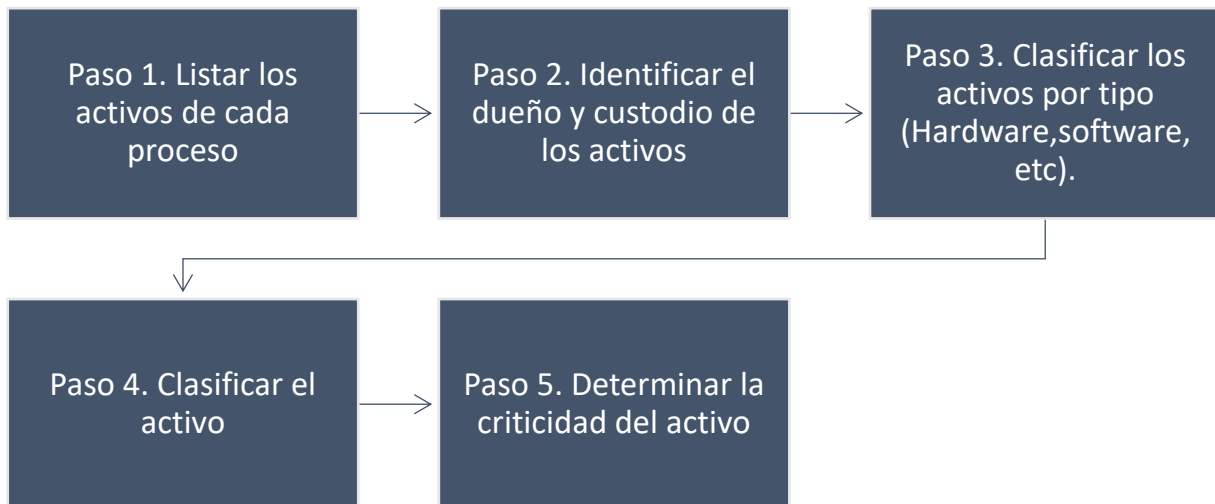 Paso 1. Listar los
activos de cada
proceso
Paso 2. Identificar el
dueño y custodio de
los activos
Paso 3. Clasificar los
activos por tipo
(Hardware,software,
etc).
Paso 4. Clasificar el
activo
Paso 5. Determinar la
criticidad del activo